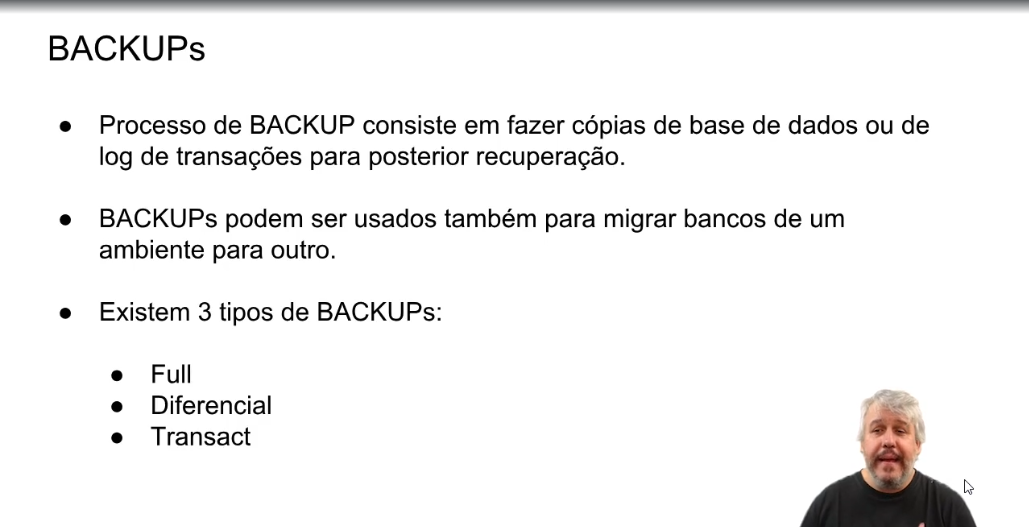 BACKUPs
● Processo de BACKUP consiste em fazer cópias de base de dados ou de
log de transações para posterior recuperação.
● BACKUPs podem ser usados também para migrar bancos de um
ambiente para outro.
● Existem 3 tipos de BACKUPs:
● Full
● Diferencial
● Transact